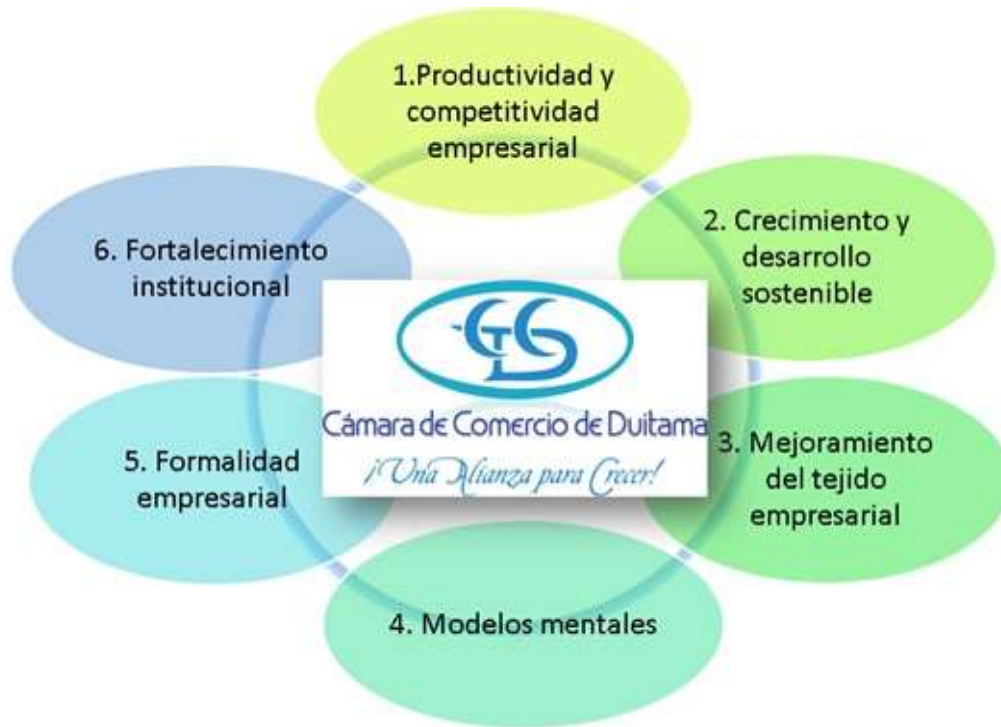 1.Productividad y
competitividad
empresarial
2. Crecimiento y
desarrollo
sostenible
3. Mejoramiento
del tejido
empresarial
4. Modelos mentales
5. Formalidad
empresarial
6. Fortalecimiento
institucional
Cámara de Comercio de Duitama
¡Una Alianza para Crecer!